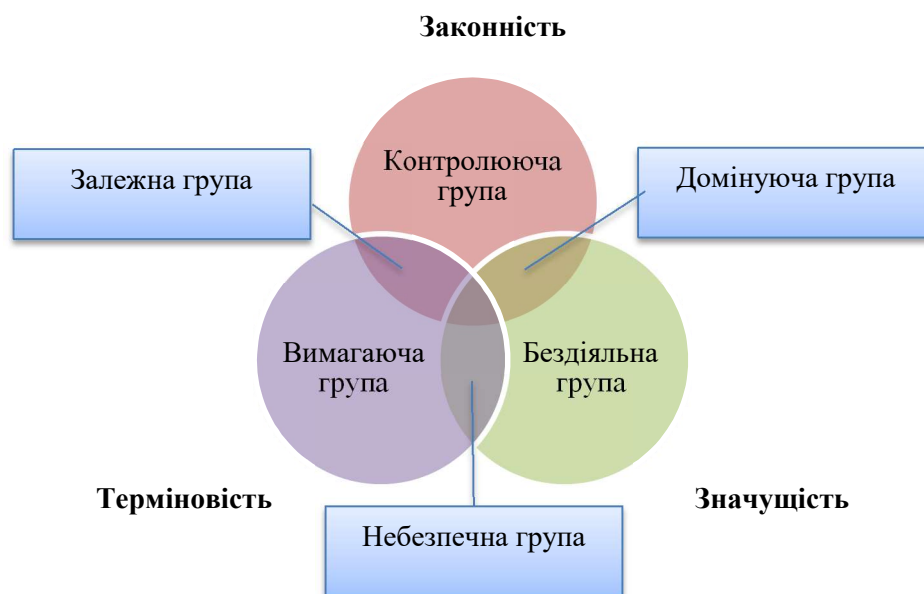 Законність
Контролююча
група
Залежна група
Домінуюча група
Вимагаюча
група
Бездіяльна
група
Терміновість
Значущість
Небезпечна група